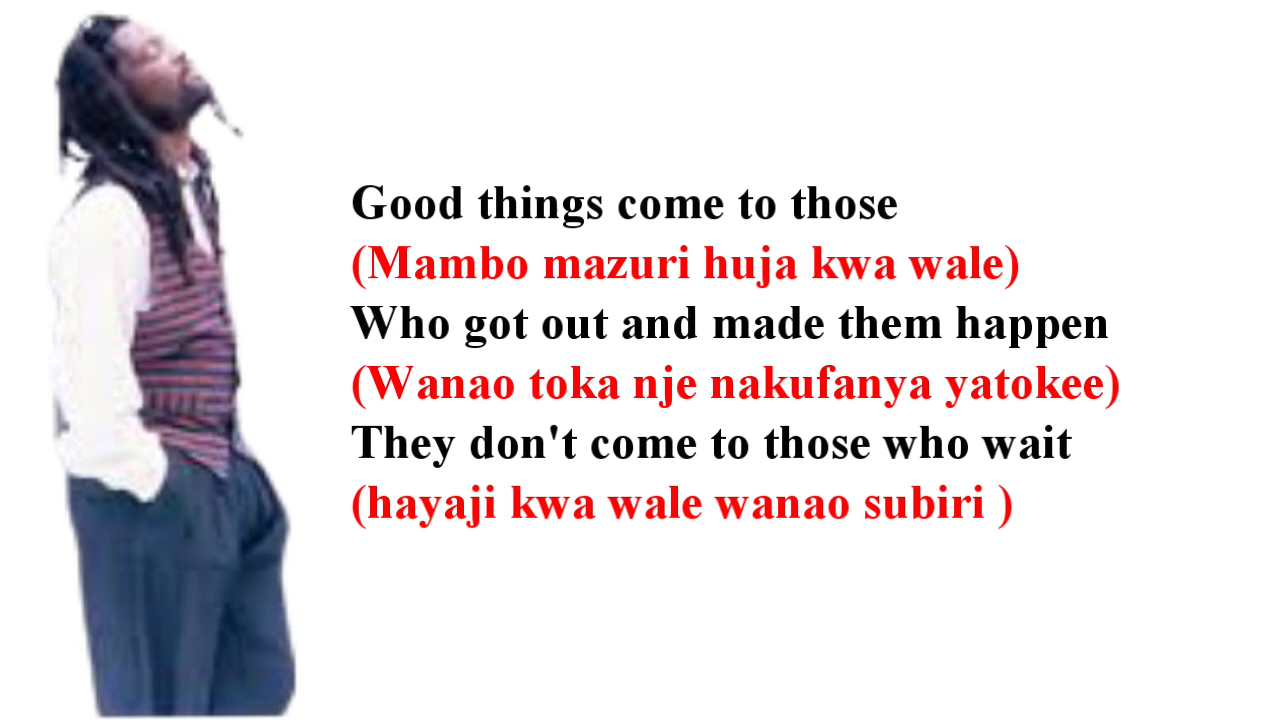 Good things come to those
(Mambo mazuri huja kwa wale)
Who got out and made them happen
(Wanao toka nje nakufanya yatokee)
They don't come to those who wait
(hayaji kwa wale wanao subiri )